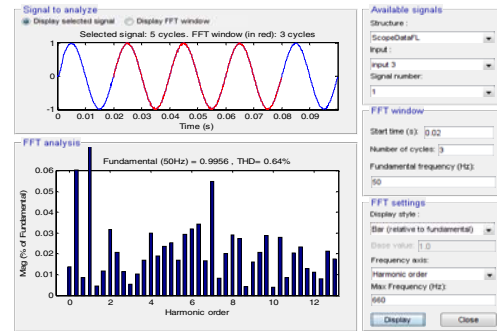 Signal to analyze
Display selected signal Display FFT window
Selected signal: 5 cycles. FFT window (in red): 3 cycles
1
0
-1
0 0.01 0.02 0.03 0.04 0.05 0.06 0.07 0.08 0.09
Time (s)
FFT analysis
Fundamental (50Hz) = 0.9956 , THD= 0.64%
0.06
0.05
0.04
0.03
0.02
0.01
0
Mag (% of Fundamental)
0 2 4 6 8 10 12
Harmonic order
Available signals
Structure :
ScopeDataFL
Input :
input 3
Signal number:
1
FFT window
Start time (s): 0.02
Number of cycles: 3
Fundamental frequency (Hz):
50
FFT settings
Display style :
Bar (relative to fundamental)
Base value: 1.0
Frequency axis:
Harmonic order
Max Frequency (Hz):
660
Display Close